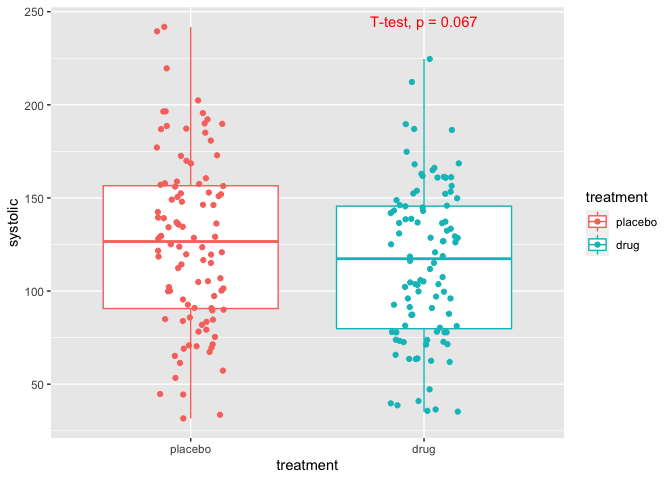 T-test, p = 0.067
250
200
150
100
50
systolic
placebo
drug
treatment
treatment
placebo
drug